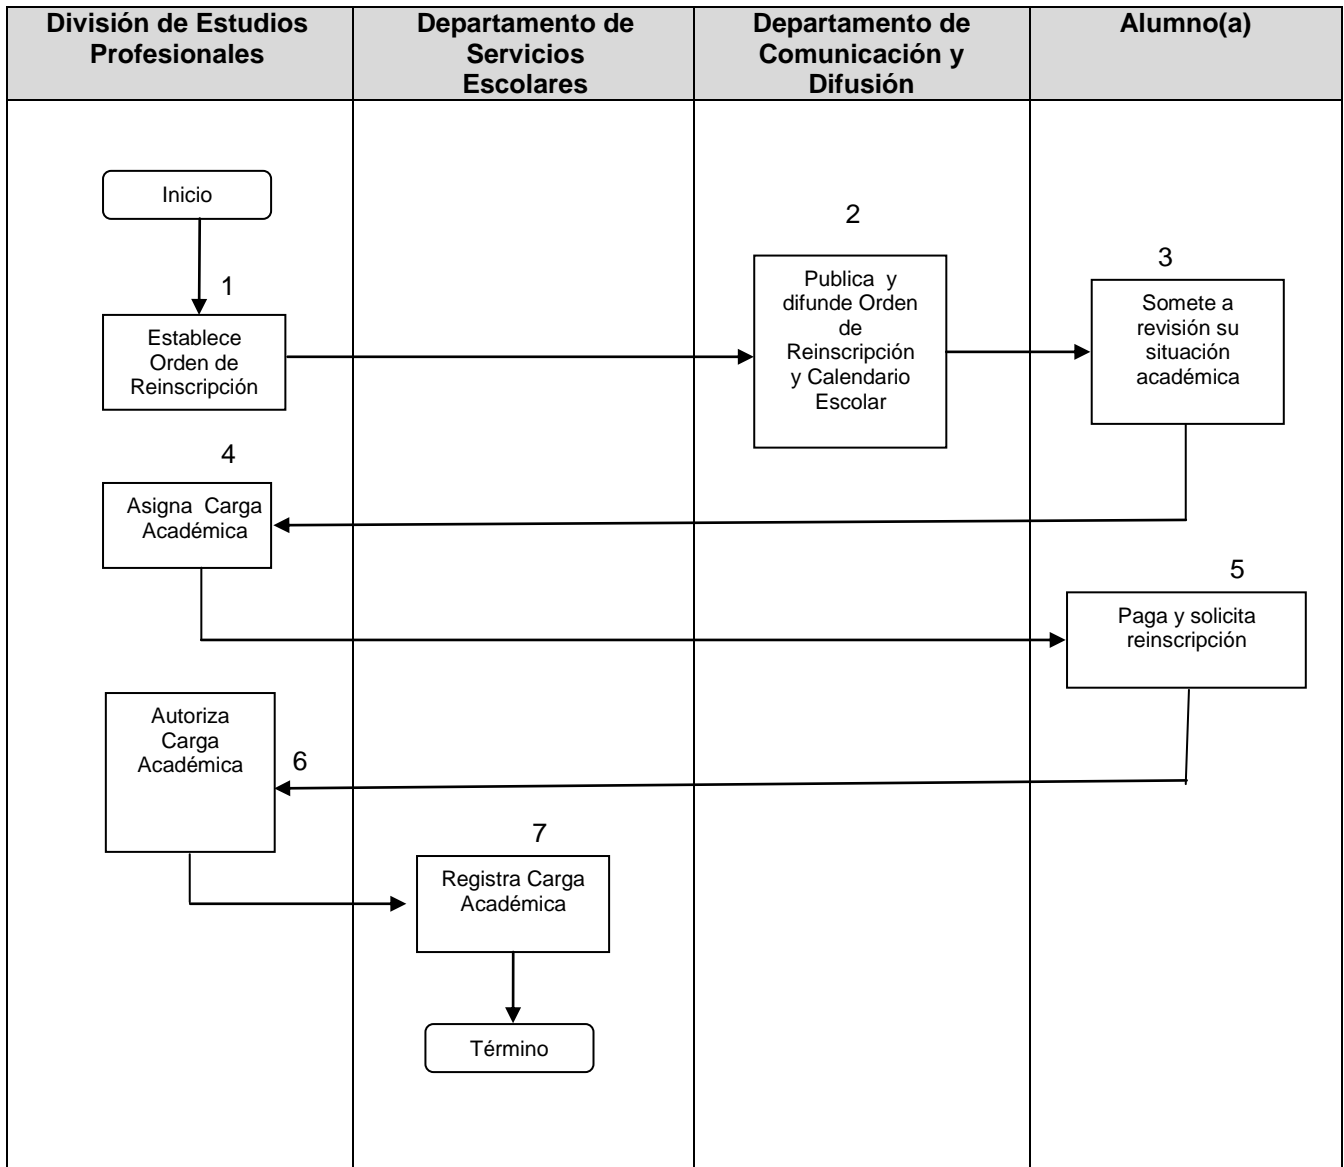 División de Estudios
Profesionales
Departamento de
Servicios
Escolares
Departamento de
Comunicación y
Difusión
Alumno(a)
Inicio
1
Establece
Orden de
Reinscripción
2
Publica y
difunde Orden
de
Reinscripción
y Calendario
Escolar
3
Somete a
revisión su
situación
académica
4
Asigna Carga
Académica
5
Paga y solicita
reinscripción
Autoriza
Carga
Académica
6
7
Registra Carga
Académica
Término